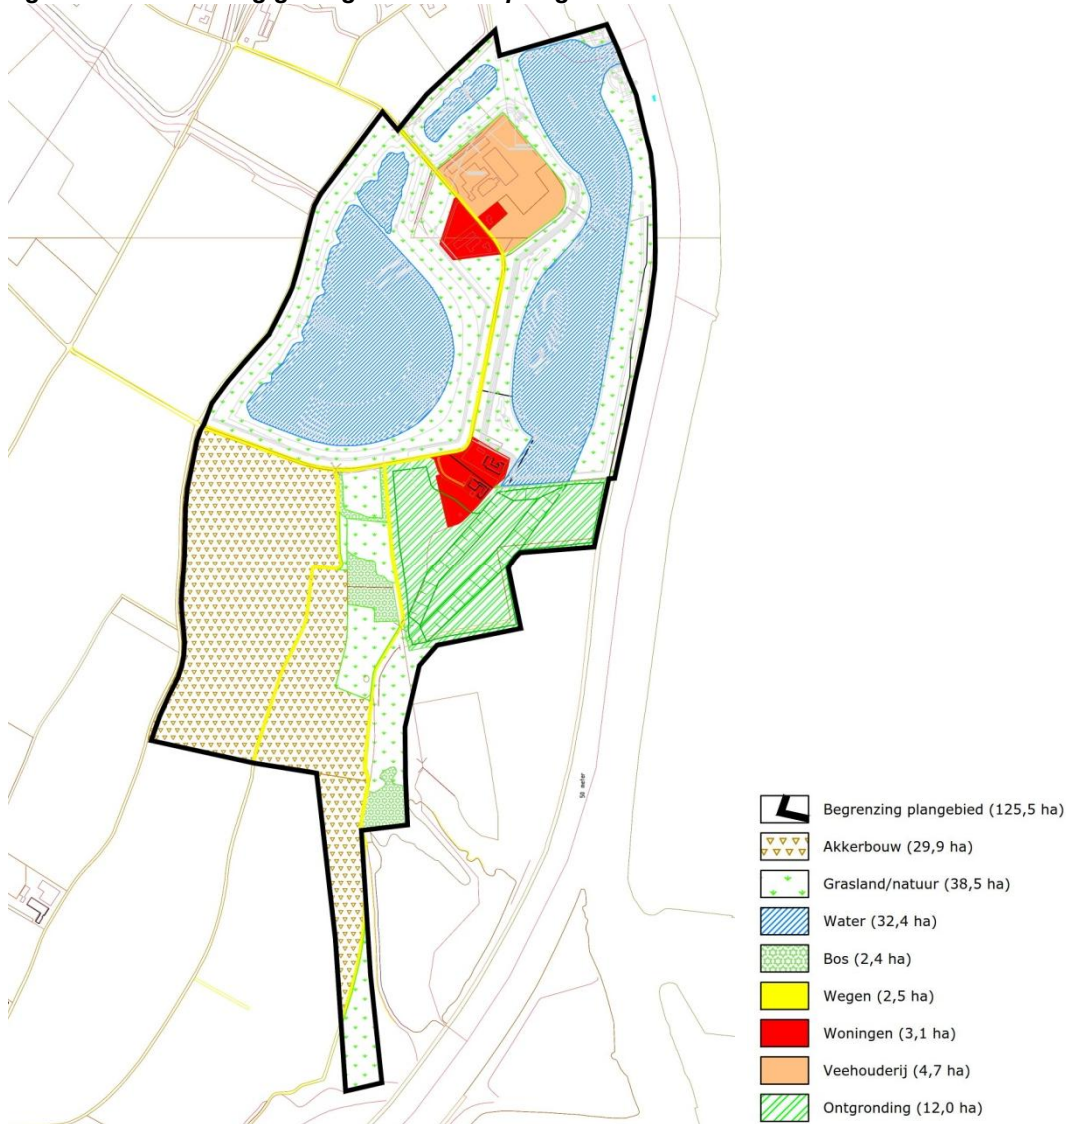 50 meter
Begrenzing plangebied (125,5 ha)
Akkerbouw (29,9 ha)
Grasland/natuur (38,5 ha)
Water (32,4 ha)
Bos (2,4 ha)
Wegen (2,5 ha)
Woningen (3,1 ha)
Veehouderij (4,7 ha)
Ontgronding (12,0 ha)